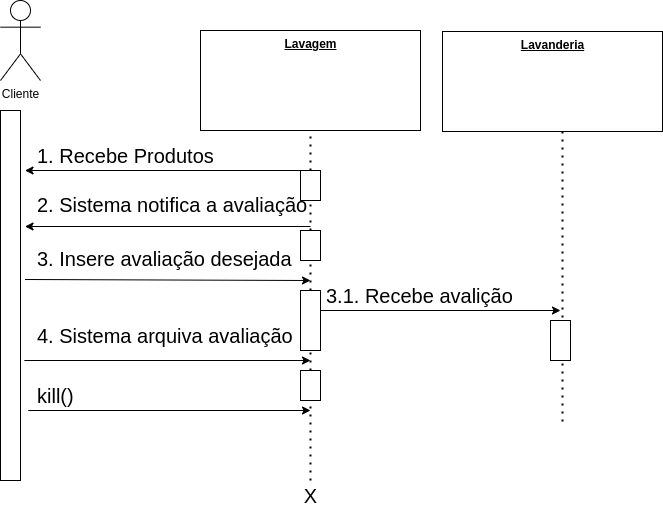 Cliente
Lavagem
Lavanderia
1. Recebe Produtos
2. Sistema notifica a avaliação
3. Insere avaliação desejada
3.1. Recebe avalição
4. Sistema arquiva avaliação
kill()
X